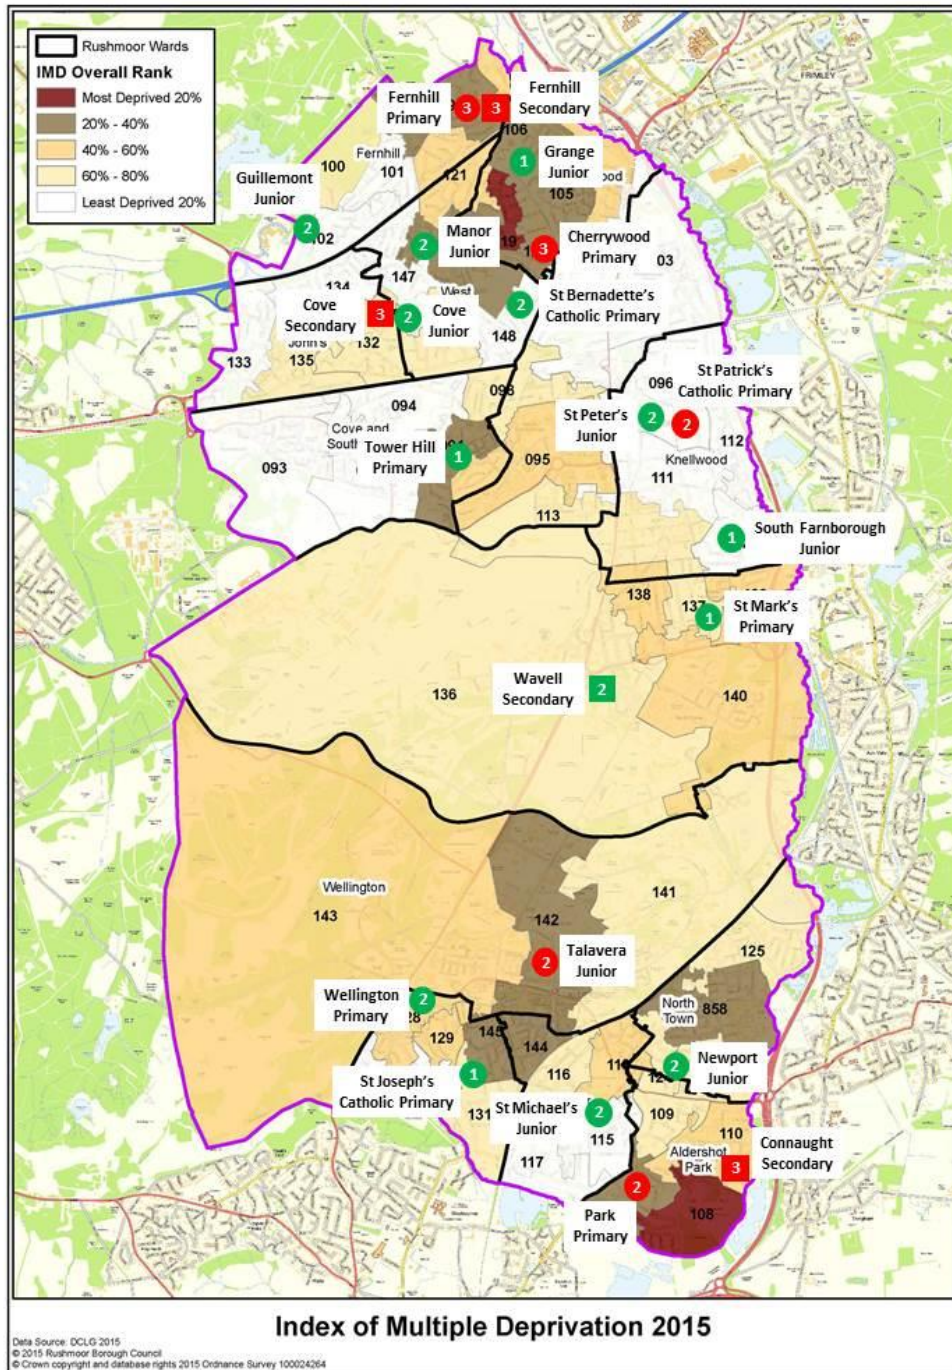 Rushmoor Wards
IMD Overall Rank
Most Deprived 20%
20% - 40%
40% - 60%
60% - 80%
Least Deprived 20%
FRIMLEY
Fernhill
Primary
3
3
Fernhill
Secondary
106
1
Grange
Junior
100
Fernhill
101
121
105
Guillemont
Junior
2
102
2
Manor
Junior
3
Cherrywood
Primary
03
147
134
West
St Bernadette's
Catholic Primary
2
Cove
Secondary
3
2
Cove
Junior
132
148
133
135
094
096
St Patrick's
Catholic Primary
St Peter's
Junior
2
2
112
Cove and
Tower Hill
Primary
1
095
Knellwood
111
093
113
1
South Farnborough
Junior
138
137
St Mark's
Primary
1
Wavell
Secondary
2
136
140
Wellington
143
141
142
Talavera
Junior
2
125
Wellington
Primary
2
858
North
Town
129
145
144
116
Newport
Junior
2
St Joseph's
Catholic Primary
1
131
St Michael's
Junior
2
115
109
110
117
Aldershot
Park
Connaught
Secondary
3
2
Park
Primary
108
Index of Multiple Deprivation 2015
Data Source: DCLG 2015
© 2015 Rushmoor Borough Council
© Crown copyright and database rights 2015 Ordnance Survey 100024264